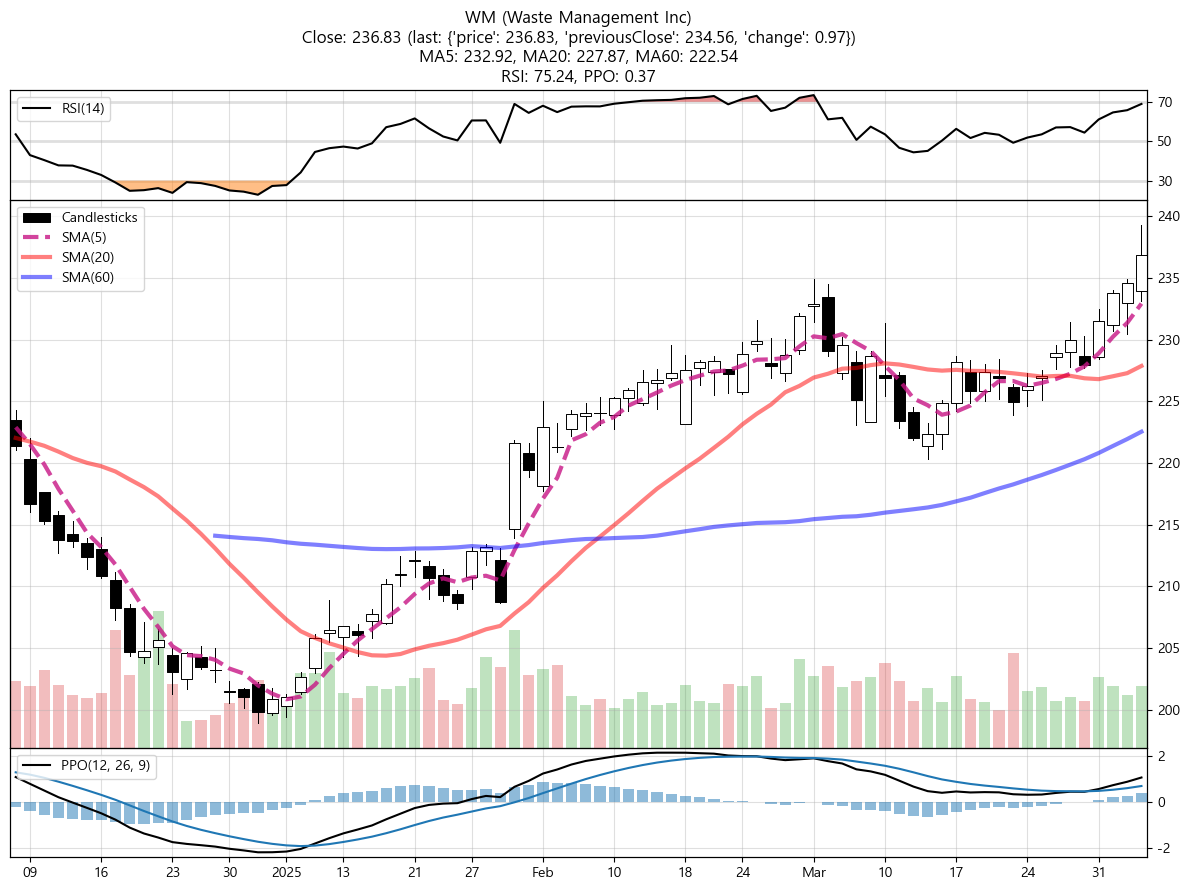 WM (Waste Management Inc)
Close: 236.83 (last: {'price': 236.83, 'previousClose': 234.56, 'change': 0.97})
MA5: 232.92, MA20: 227.87, MA60: 222.54
RSI: 75.24, PPO: 0.37
RSI(14)
70
50
30
Candlesticks
SMA(5)
SMA(20)
SMA(60)
240
235
230
225
220
215
210
205
200
PPO(12, 26, 9)
2
0
-2
09 16 23 30 2025 13 21 27 Feb 10 18 24 Mar 10 17 24 31